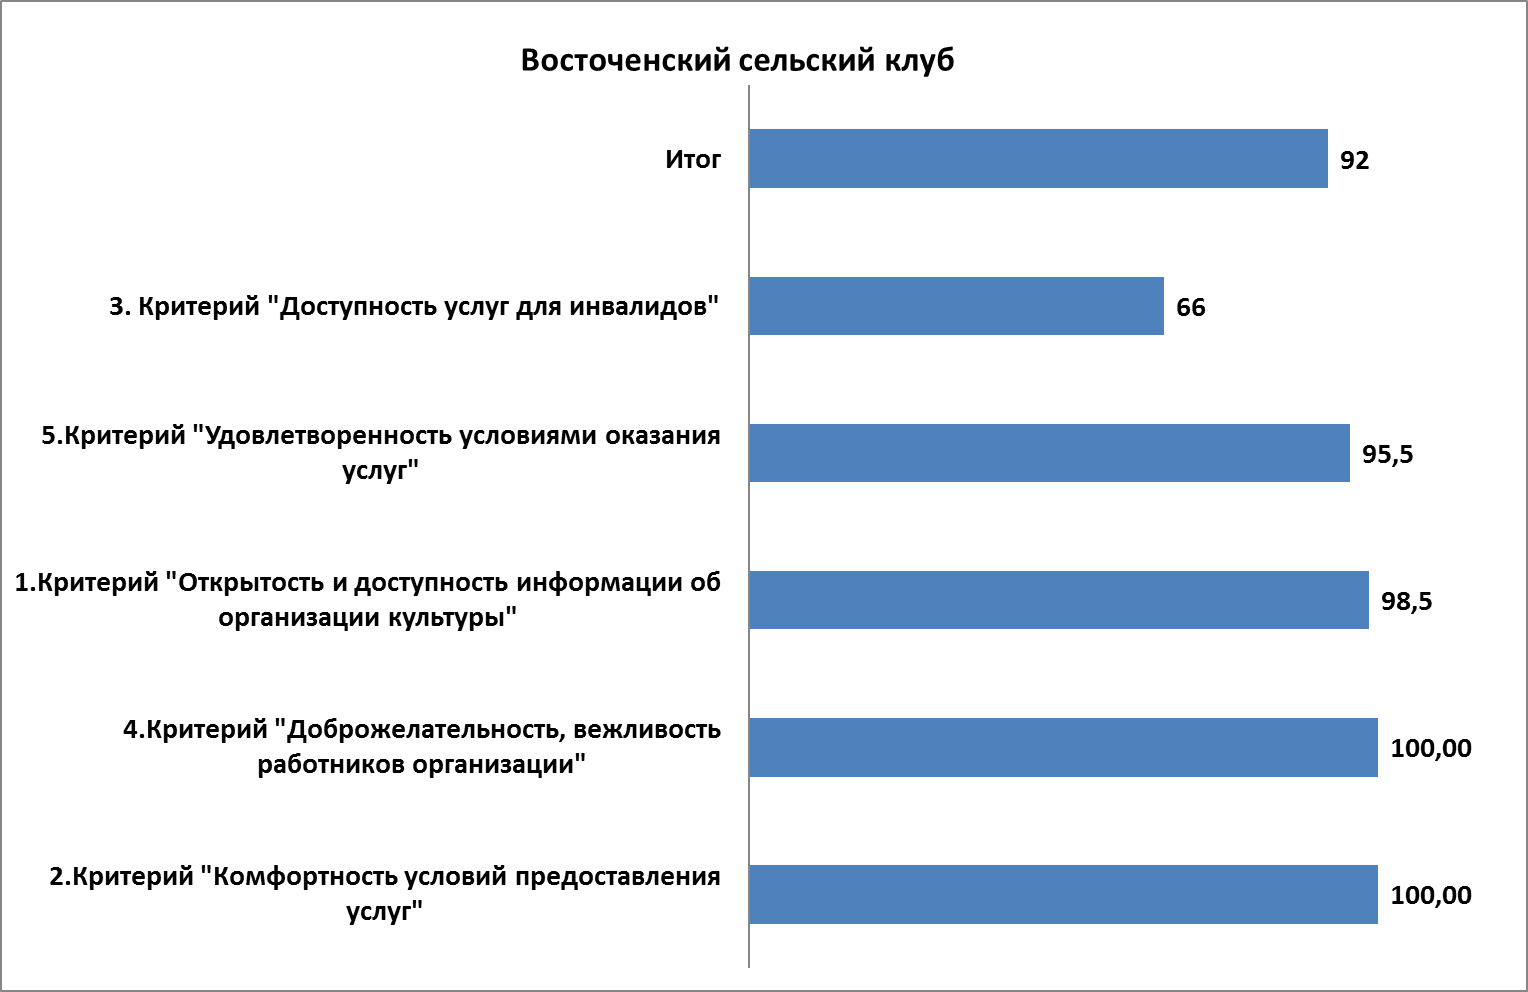 Восточенский сельский клуб
Итог
92
3. Критерий "Доступность услуг для инвалидов"
66
5.Критерий "Удовлетворенность условиями оказания
услуг"
95,5
1.Критерий "Открытость и доступность информации об
организации культуры"
98,5
4.Критерий "Доброжелательность, вежливость
работников организации"
100,00
2.Критерий "Комфортность условий предоставления
услуг"
100,00